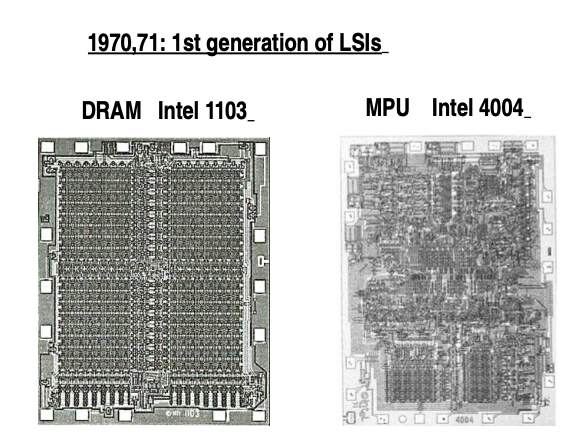 1970,71: 1st generation of LSIs
DRAM Intel 1103
MPU Intel 4004
1103
4004